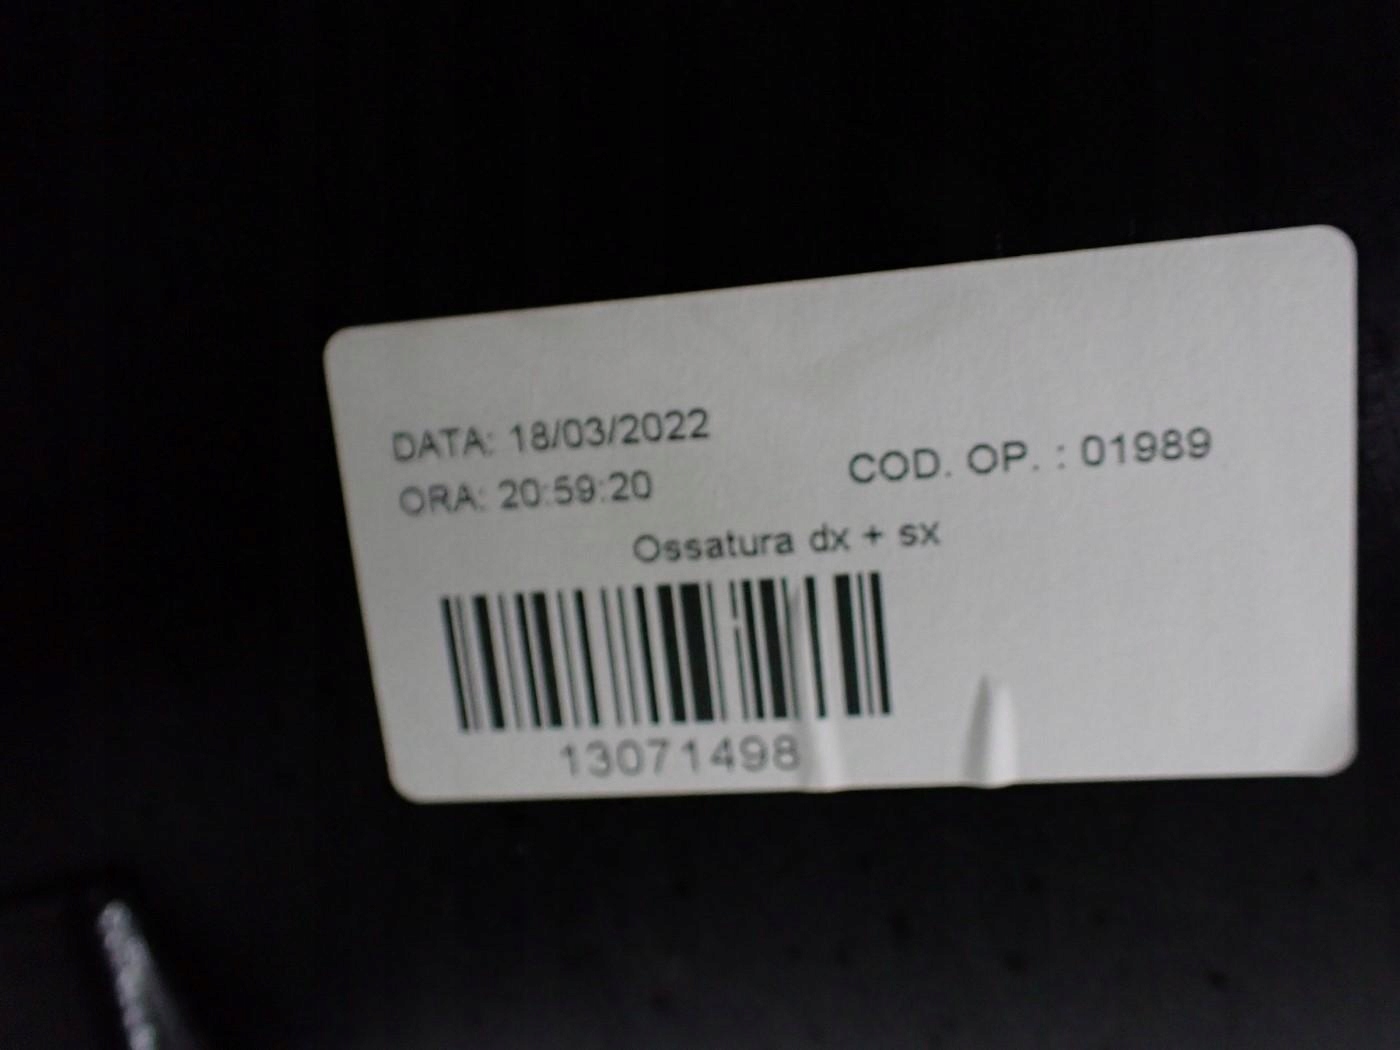 DATA: 18/03/2022
ORA: 20:59:20
COD. OP. : 01989
Ossatura dx + sx
13071498